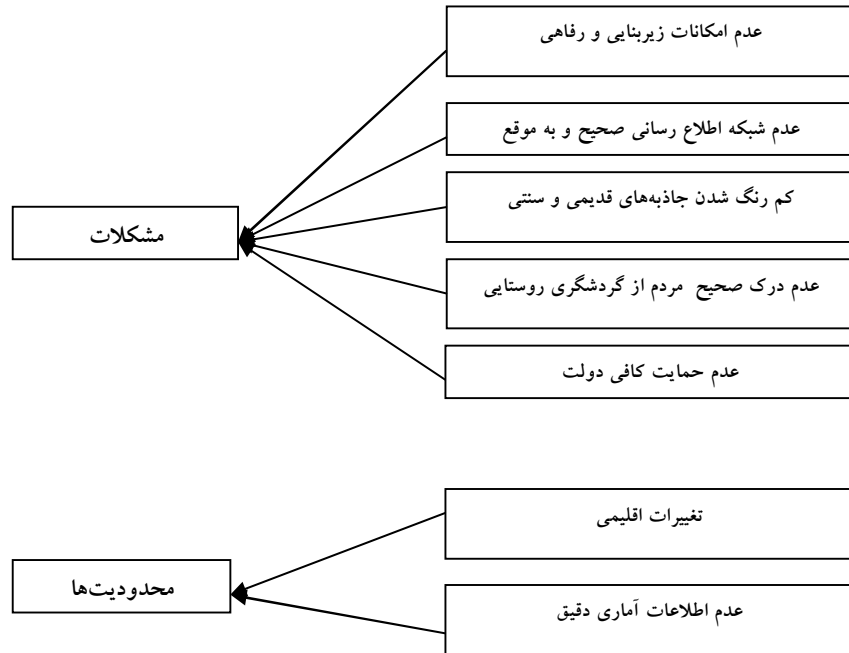 عدم امکانات زیربنایی و رفاهی
عدم شبکه اطلاع رسانی صحیح و به موقع
کم رنگ شدن جاذبه‌های قدیمی و سنتی
مشکلات
عدم درک صحیح مردم از گردشگری روستایی
عدم حمایت کافی دولت
تغییرات اقلیمی
محدودیت‌ها
عدم اطلاعات آماری دقیق